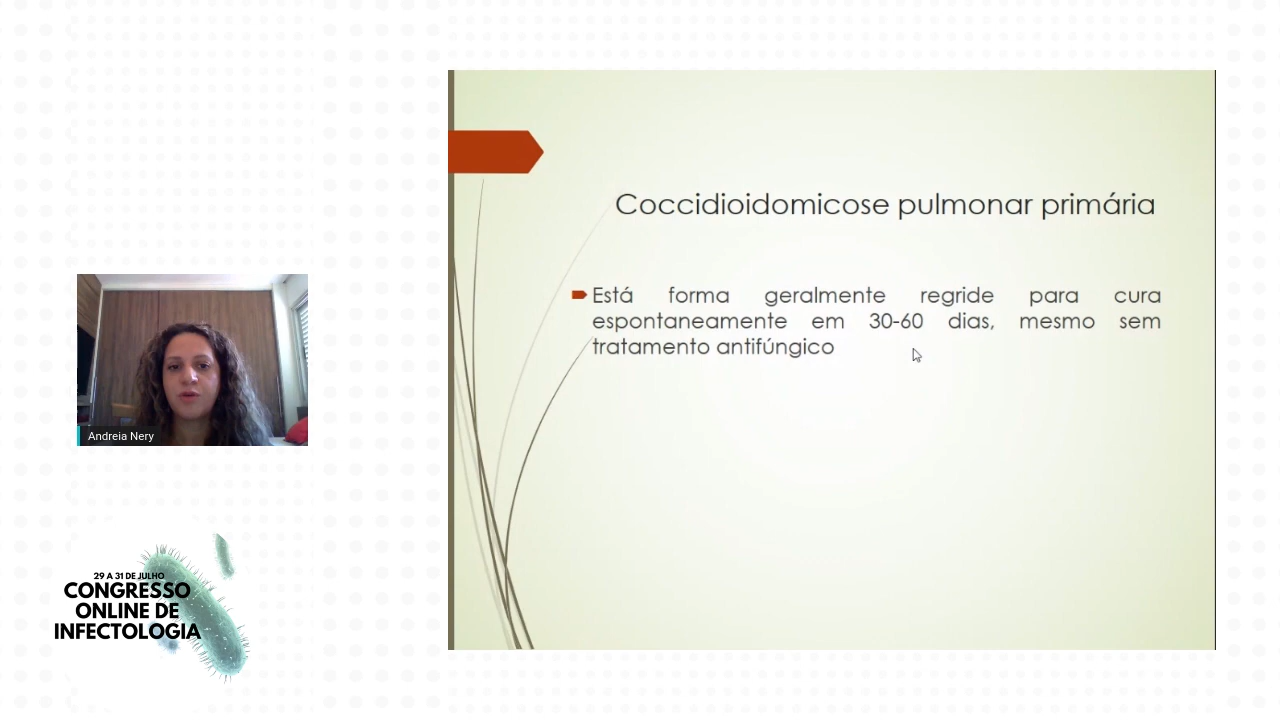 Coccidioidomicose pulmonar primária
Está forma geralmente regride para cura
espontaneamente em 30-60 dias, mesmo sem
tratamento antifúngico
Andreia Nery
29 A 31 DE JULHO
CONGRESSO
ONLINE DE
INFECTOLOGIA